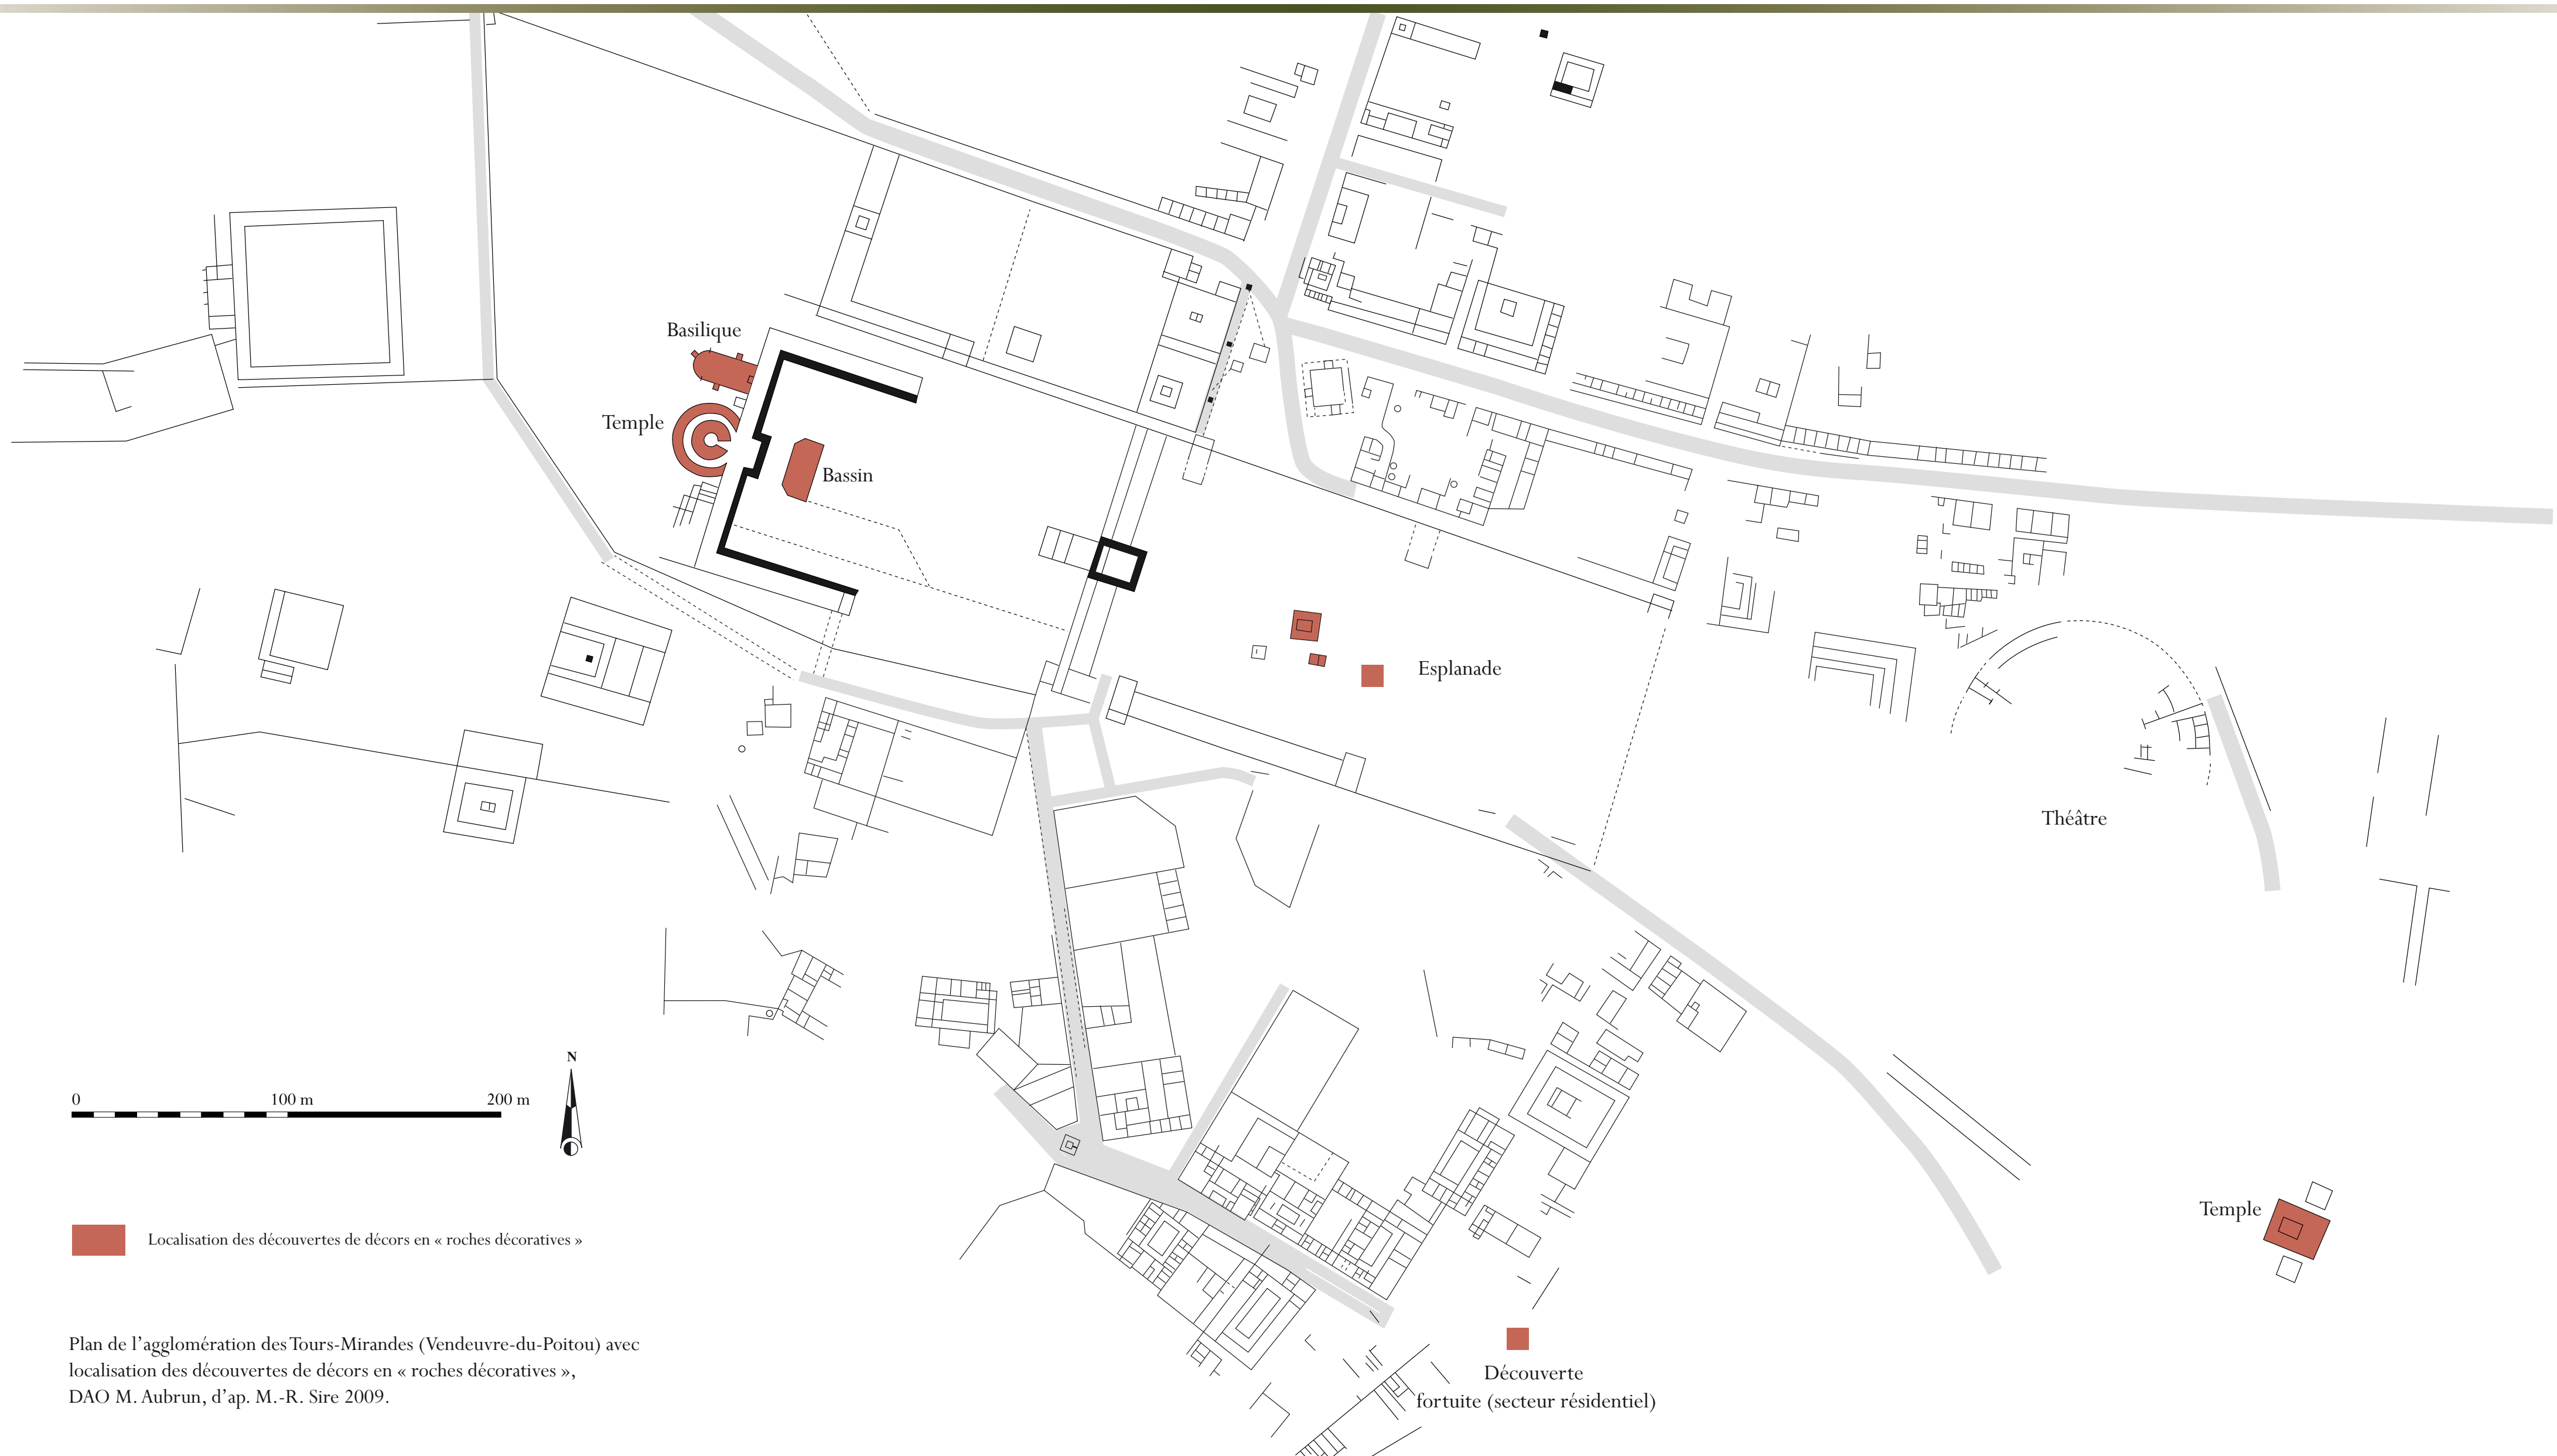 Basilique
Temple
Bassin
Esplanade
Théâtre
N
0 100 m 200 m
Temple
Localisation des découvertes de décors en « roches décoratives »
Découverte
fortuite (secteur résidentiel)
Plan de l’agglomération des Tours-Mirandes (Vendeuvre-du-Poitou) avec
localisation des découvertes de décors en « roches décoratives »,
DAO M. Aubrun, d’ap. M.-R. Sire 2009.